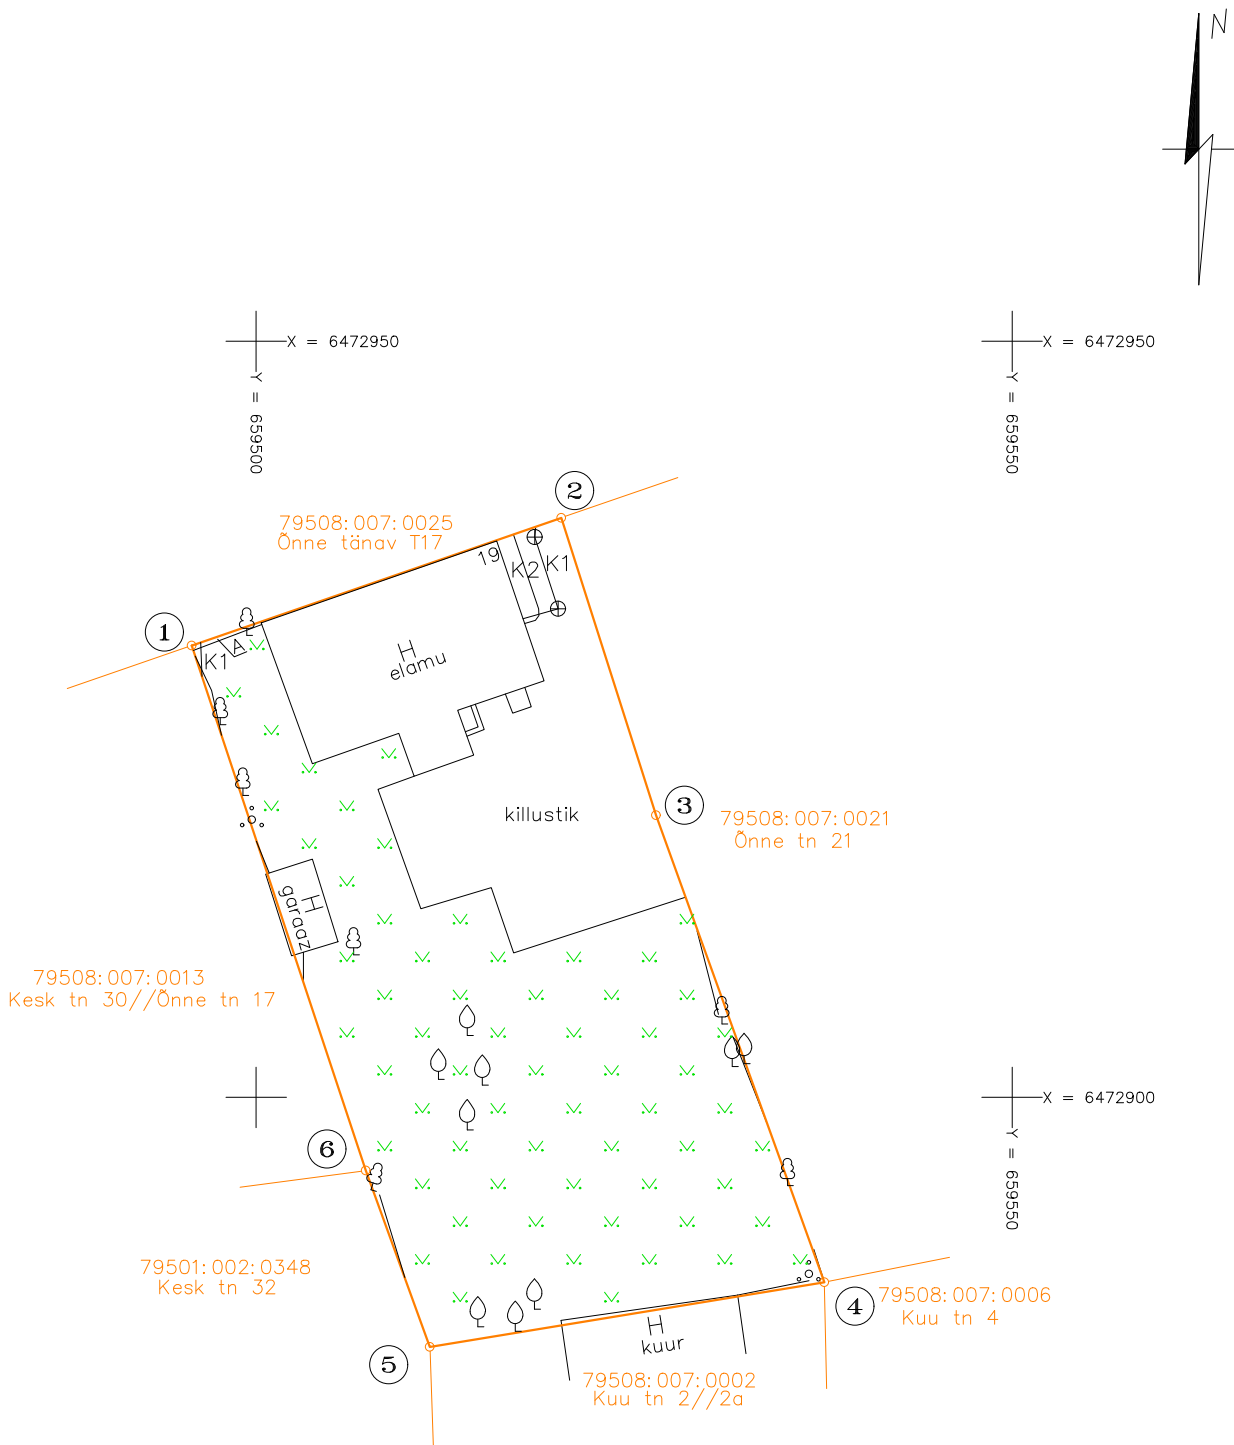 N
X = 6472950
Y = 659500
X = 6472950
Y = 659550
2
79508:007:0025
Õnne tänav T17
19
K2
K1
1
A
K1
H
elamu
3
killustik
79508:007:0021
Õnne tn 21
H
garaaz
79508:007:0013
Kesk tn 30//Õnne tn 17
X = 6472900
Y = 659550
6
79501:002:0348
Kesk tn 32
4
79508:007:0006
Kuu tn 4
H
kuur
5
79508:007:0002
Kuu tn 2//2a